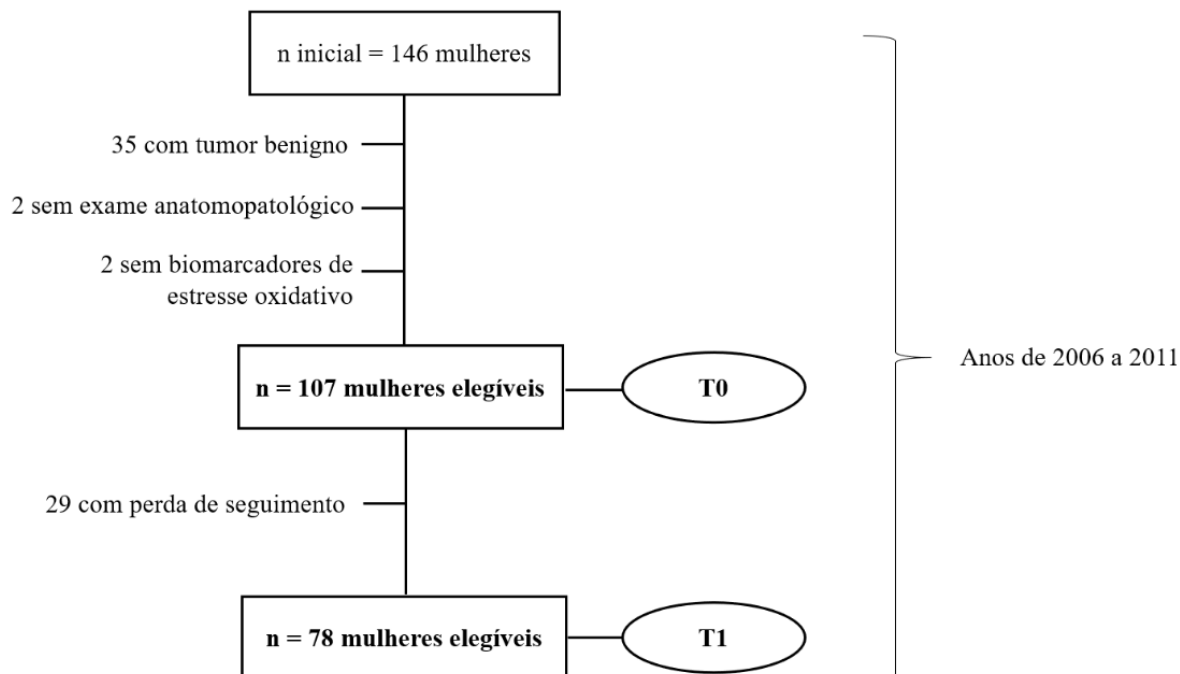 n inicial = 146 mulheres
35 com tumor benigno
2 sem exame anatomopatológico
2 sem biomarcadores de
estresse oxidativo
n = 107 mulheres elegíveis
T0
Anos de 2006 a 2011
29 com perda de seguimento
n = 78 mulheres elegíveis
T1